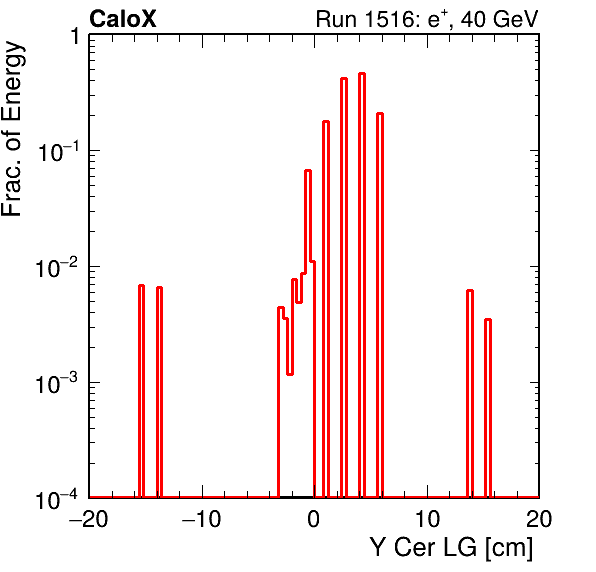 CaloX Run 1516: e⁺, 40 GeV
Frac. of Energy
1
10⁻¹
10⁻²
10⁻³
10⁻⁴
−20 −10 0 10 20
Y Cer LG [cm]